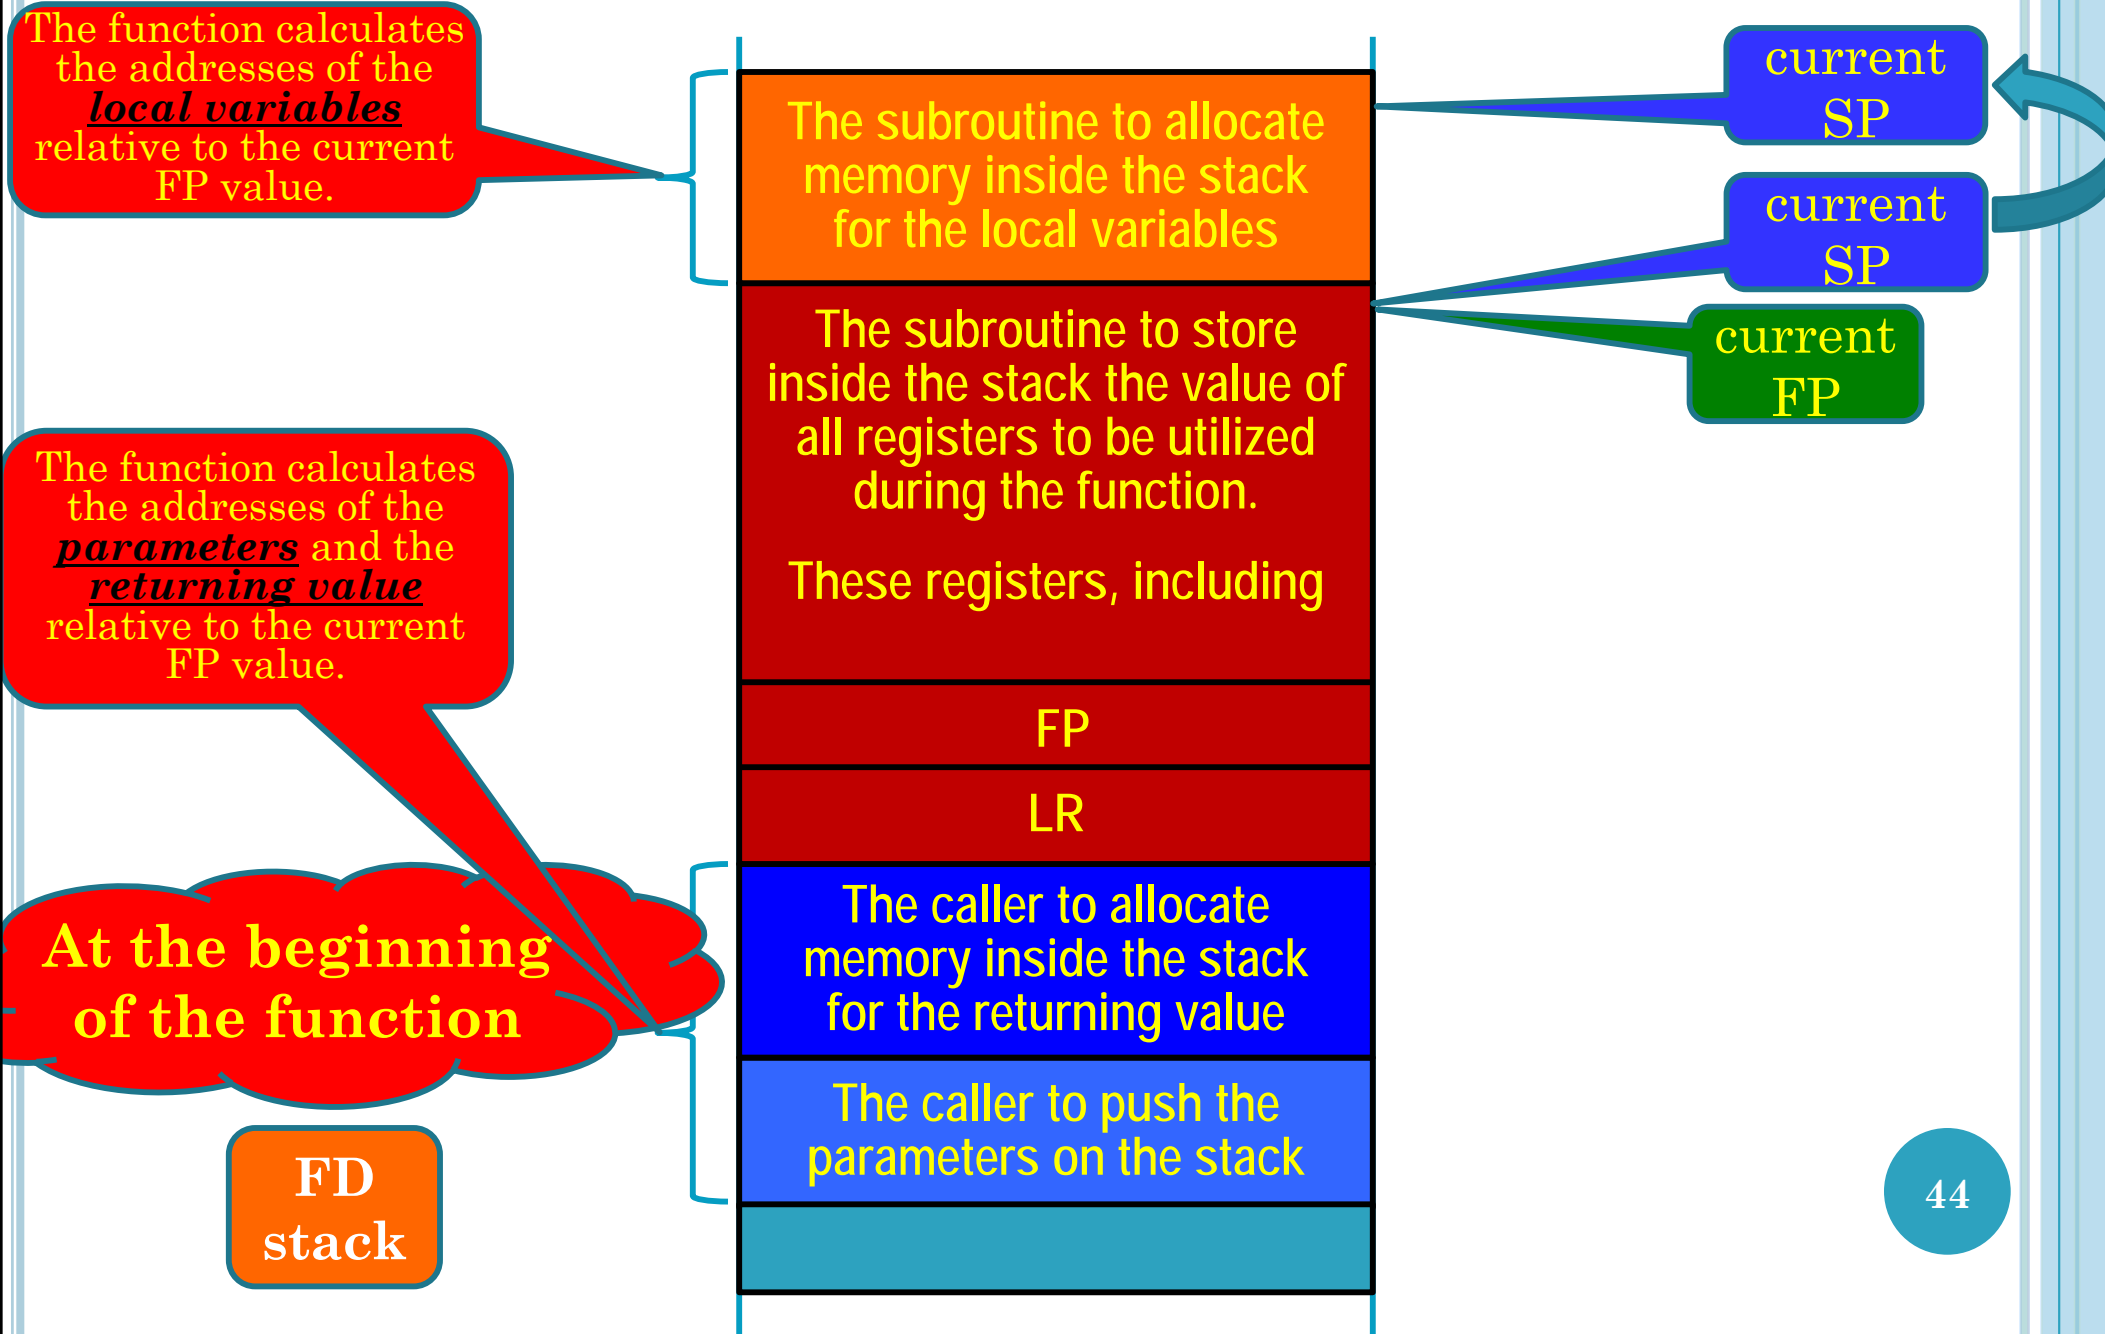 The function calculates
the addresses of the
local variables
relative to the current
FP value.
The subroutine to allocate
memory inside the stack
for the local variables
current
SP
current
SP
current
FP
The subroutine to store
inside the stack the value of
all registers to be utilized
during the function.
These registers, including
The function calculates
the addresses of the
parameters and the
returning value
relative to the current
FP value.
FP
LR
At the beginning
of the function
The caller to allocate
memory inside the stack
for the returning value
The caller to push the
parameters on the stack
FD
stack
44